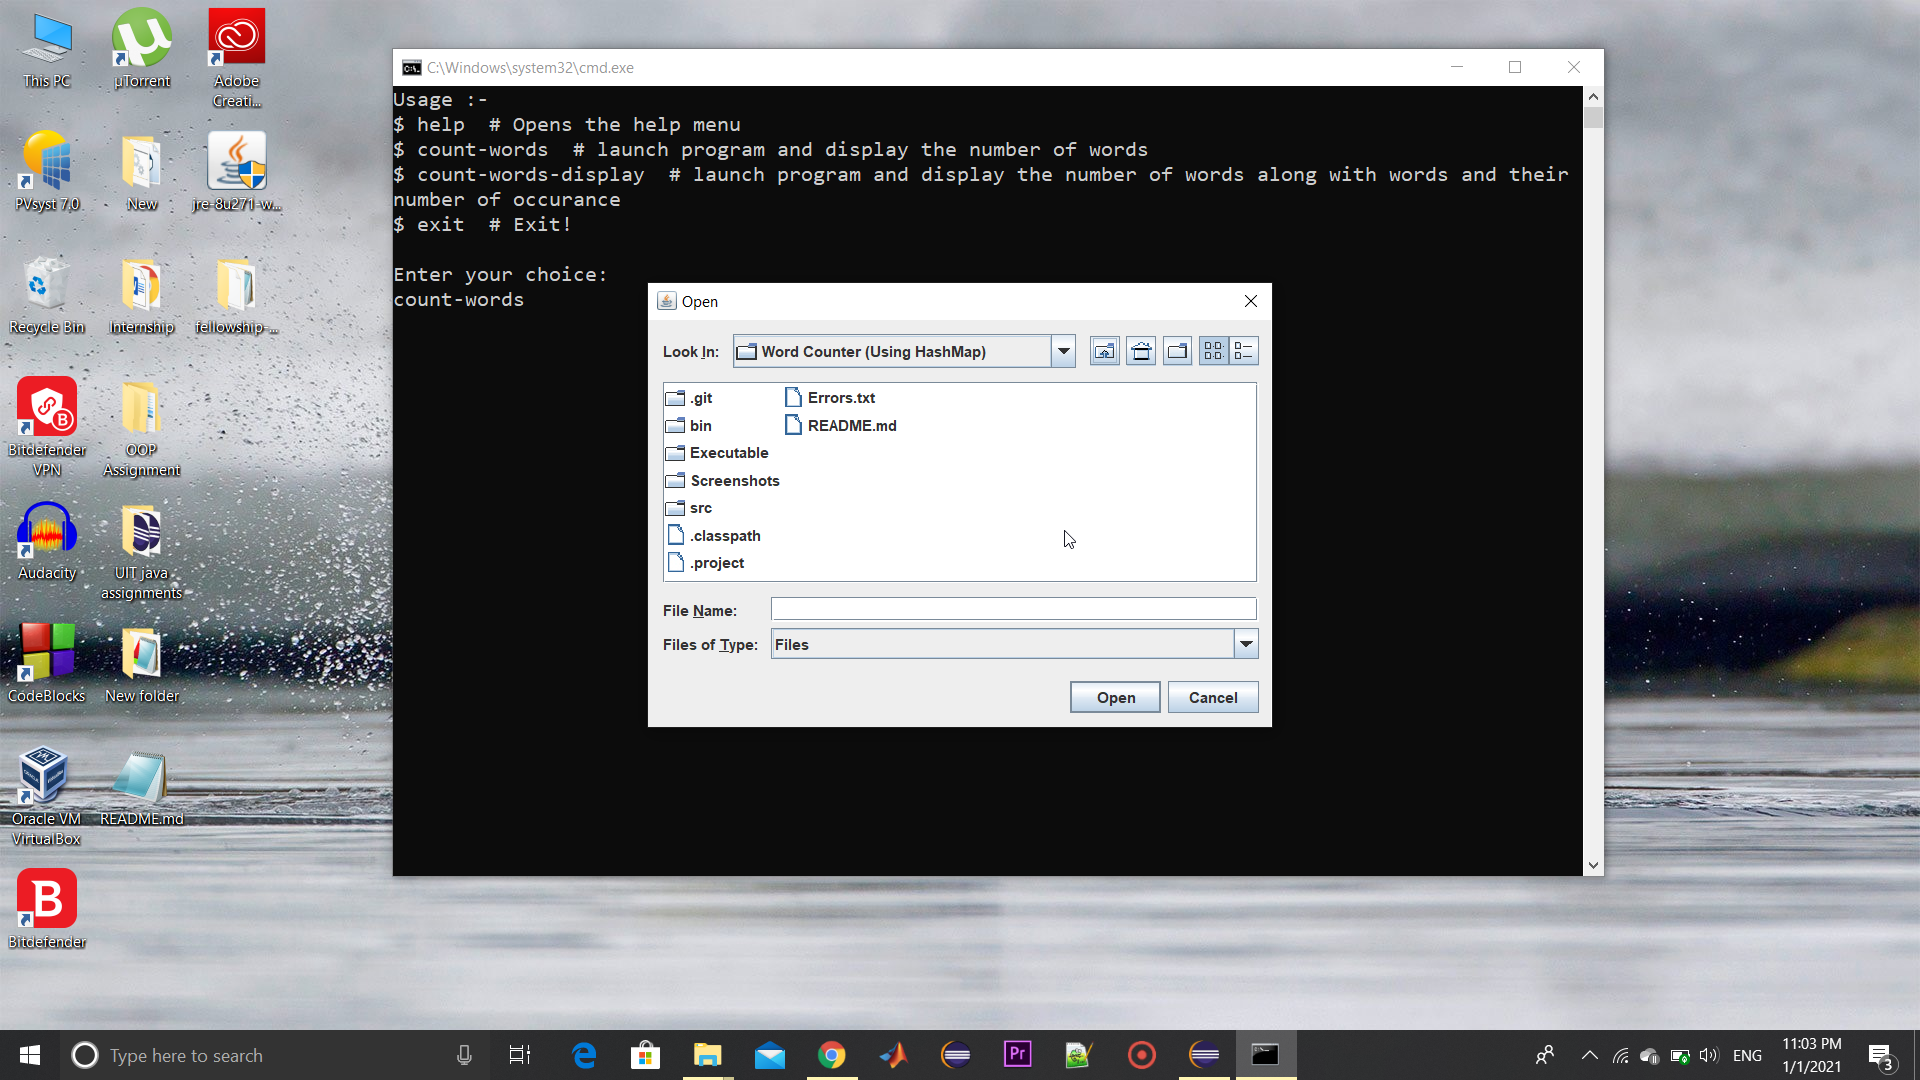 This PC
µTorrent
Adobe
Creati...
PVsyst 7.0
New
jre-8u271-w...
Recycle Bin
Internship
fellowship-...
Bitdefender
VPN
OOP
Assignment
Audacity
UIT java
assignments
CodeBlocks
New folder
Oracle VM
VirtualBox
README.md
Bitdefender
C:\Windows\system32\cmd.exe
Usage :-
$ help  # Opens the help menu
$ count-words  # launch program and display the number of words
$ count-words-display  # launch program and display the number of words along with words and their
number of occurance
$ exit  # Exit!
Enter your choice:
count-words
Open
Look In:
Word Counter (Using HashMap)
.git
bin
Executable
Screenshots
src
.classpath
.project
Errors.txt
README.md
File Name:
Files of Type:
Files
Open
Cancel
Type here to search
Pr
ENG
11:03 PM
1/1/2021
3